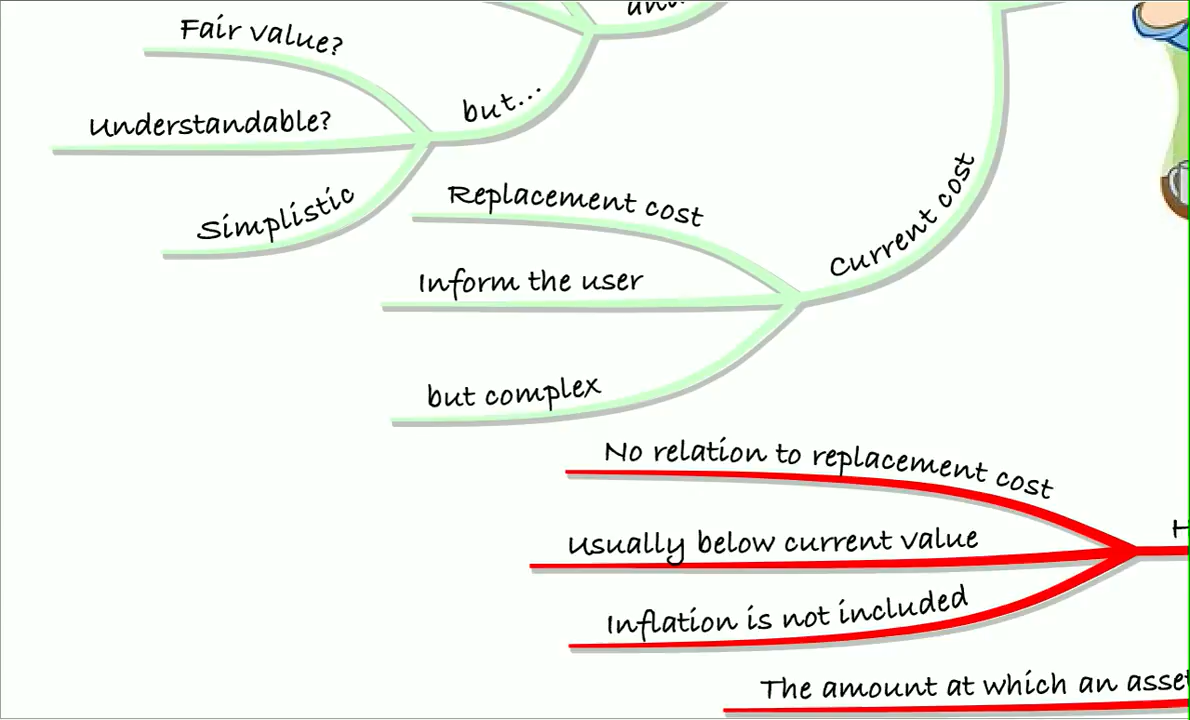 Fair value?
but...
Understandable?
Simplistic
Replacement cost
Current cost
Inform the user
but complex
No relation to replacement cost
Usually below current value
Inflation is not included
The amount at which an